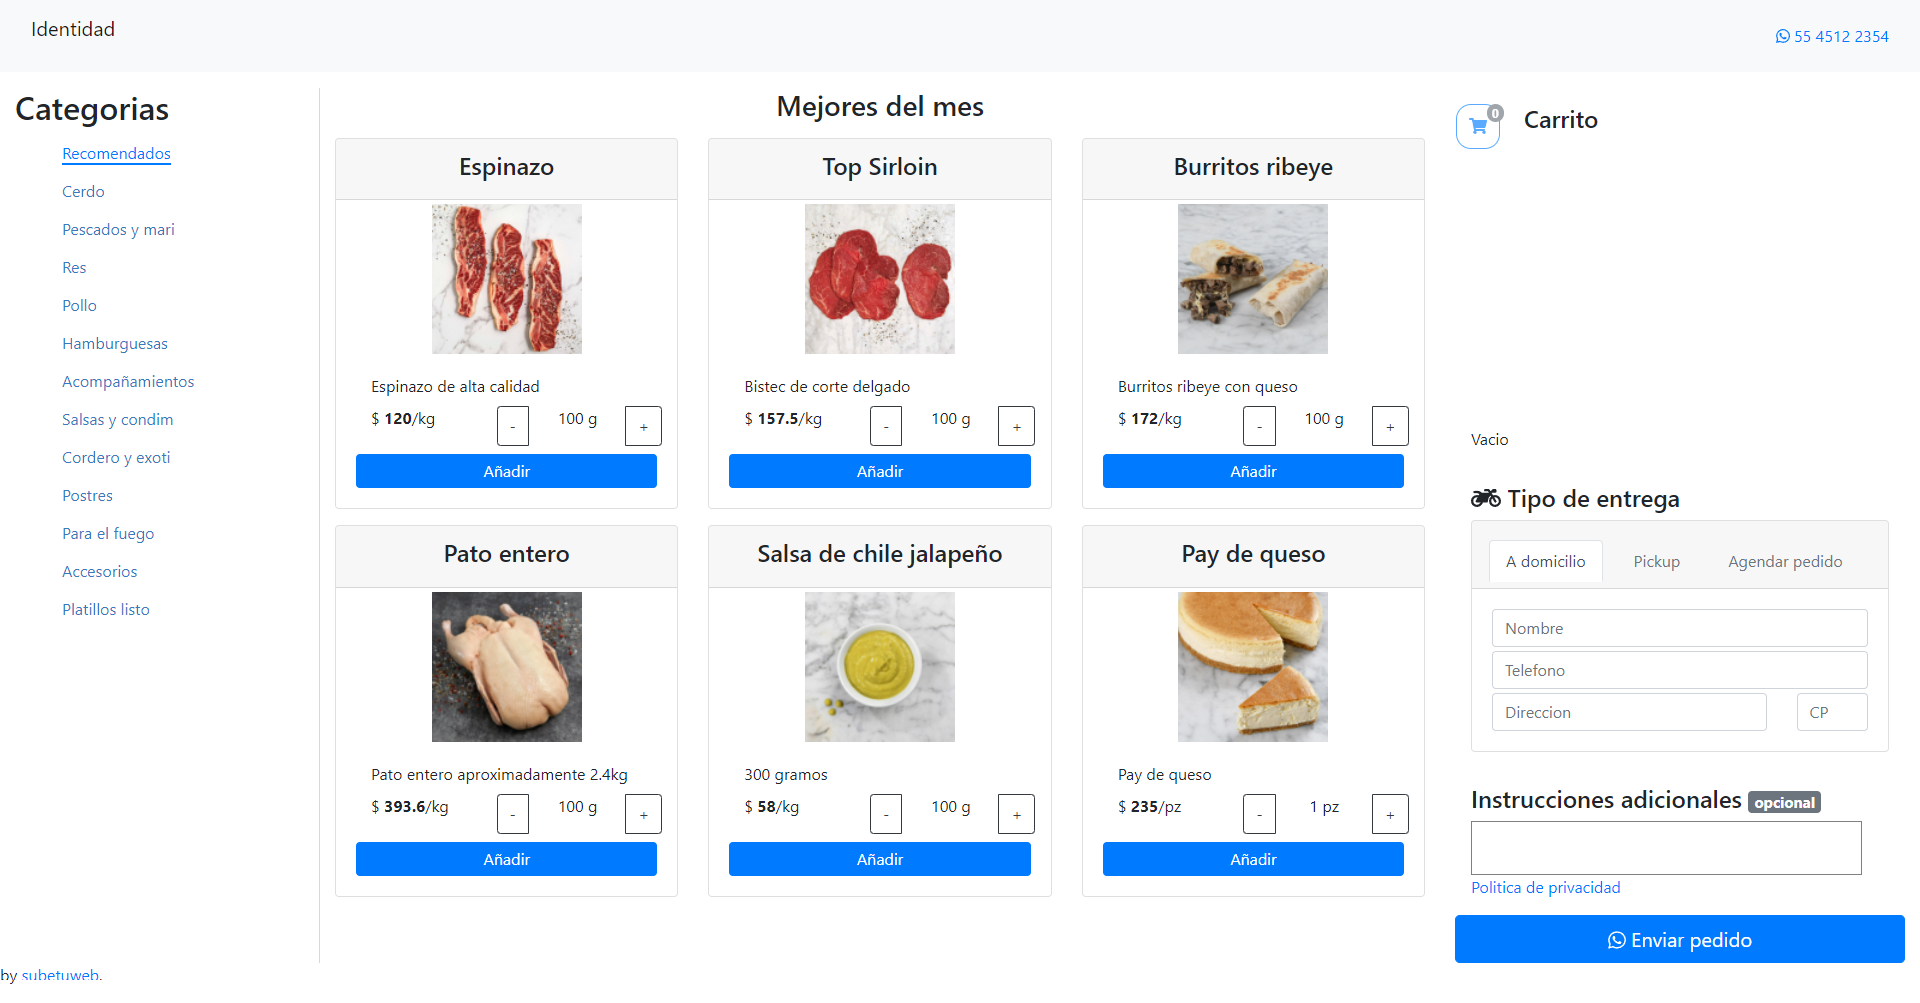 Identidad
55 4512 2354
Categorias
Recomendados
Cerdo
Pescados y mari
Res
Pollo
Hamburguesas
Acompañamientos
Salsas y condim
Cordero y exoti
Postres
Para el fuego
Accesorios
Platillos listo
Mejores del mes
Espinazo
Espinazo de alta calidad
$ 120/kg - 100 g +
Añadir
Top Sirloin
Bistec de corte delgado
$ 157.5/kg - 100 g +
Añadir
Burritos ribeye
Burritos ribeye con queso
$ 172/kg - 100 g +
Añadir
Pato entero
Pato entero aproximadamente 2.4kg
$ 393.6/kg - 100 g +
Añadir
Salsa de chile jalapeño
300 gramos
$ 58/kg - 100 g +
Añadir
Pay de queso
Pay de queso
$ 235/pz - 1 pz +
Añadir
0
Carrito
Vacio
Tipo de entrega
A domicilio Pickup Agendar pedido
Nombre
Telefono
Direccion CP
Instrucciones adicionales opcional
Politica de privacidad
Enviar pedido
by subetuweb.